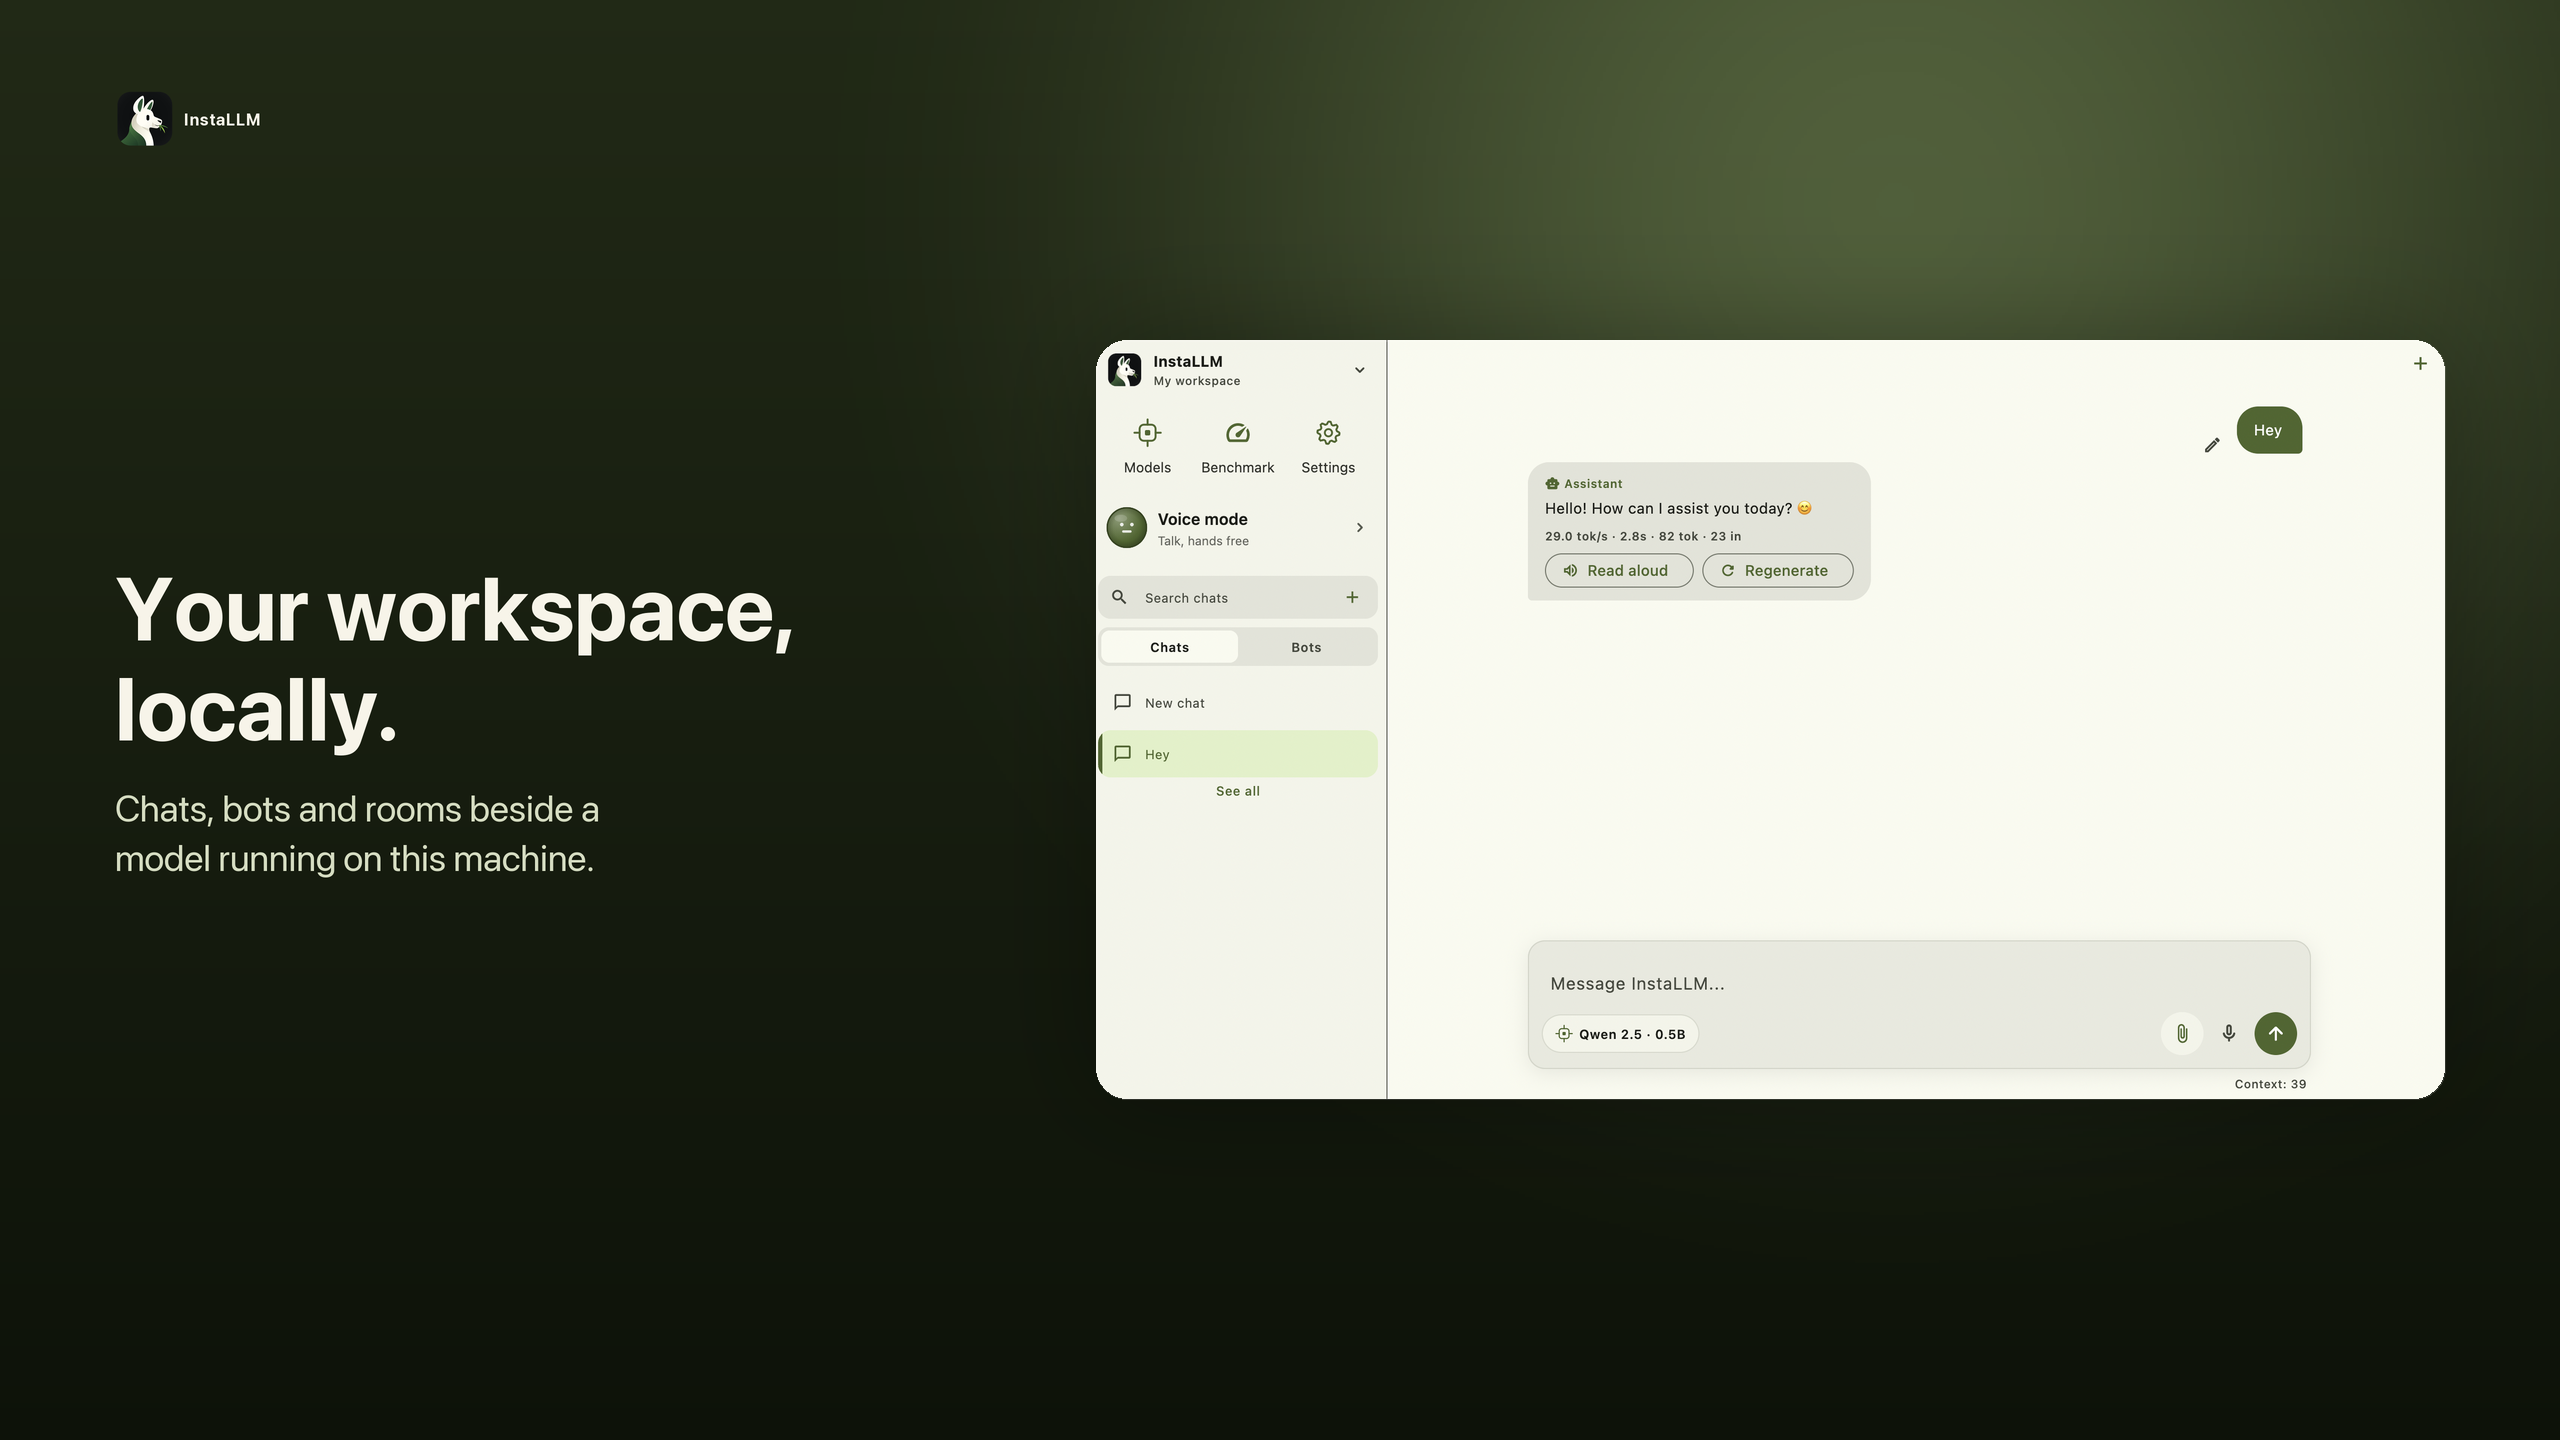 InstaLLM
Your workspace,
locally.
Chats, bots and rooms beside a
model running on this machine.
InstaLLM
My workspace
Models
Benchmark
Settings
Voice mode
Talk, hands free
Search chats
Chats
Bots
New chat
Hey
See all
Hey
Assistant
Hello! How can I assist you today? 😊
29.0 tok/s · 2.8s · 82 tok · 23 in
Read aloud
Regenerate
Message InstaLLM...
Qwen 2.5 · 0.5B
Context: 39